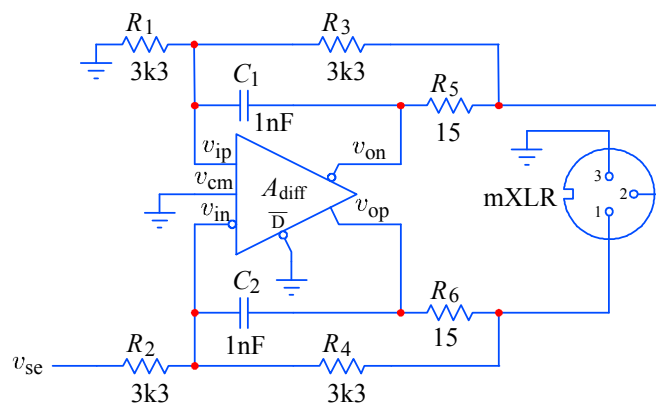 R1
R3
3k3
3k3
C1
R5
1nF
15
vip
von
3
vcm
Adiff
mXLR
2
vin
D
vop
1
C2
R6
1nF
15
R2
R4
vse
3k3
3k3